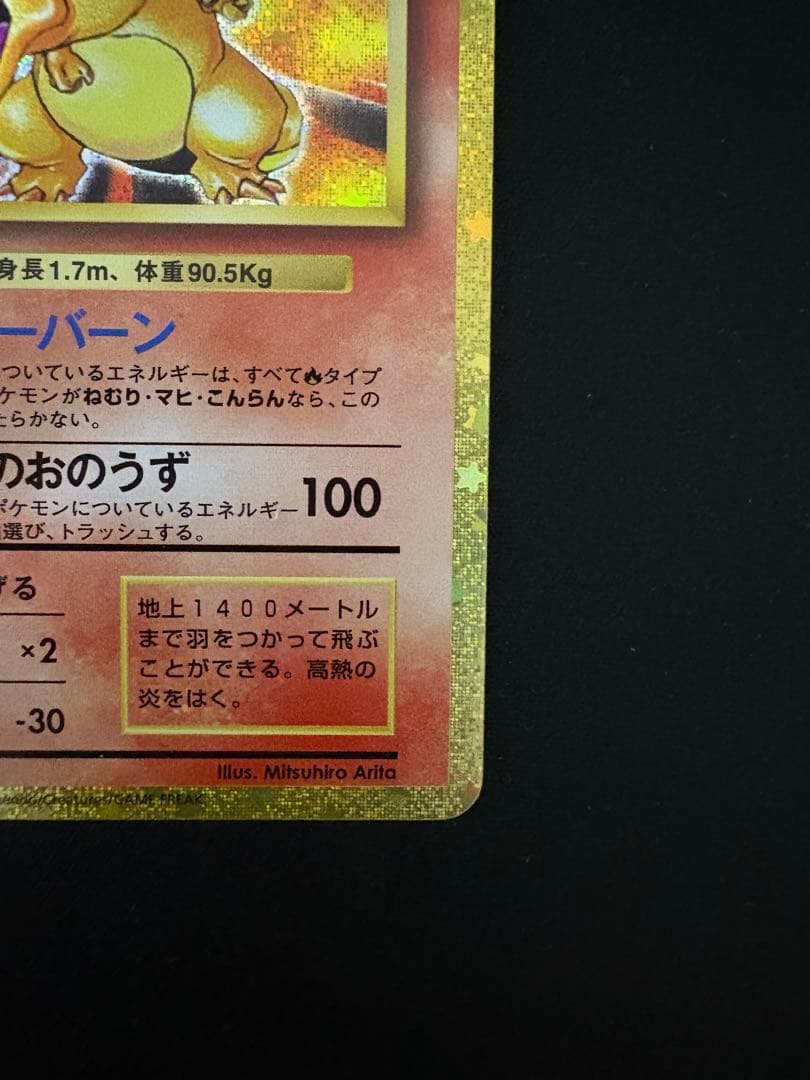 身長1.7m、体重90.5Kg
ーバーン
ついているエネルギーは、すべて🔥タイプ
ケモンがねむり・マヒ・こんらんなら、この
たらかない。
のおのうず
100
ポケモンについているエネルギー
選び、トラッシュする。
げる
×2
-30
地上1400メートル
まで羽をつかって飛ぶ
ことができる。高熱の
炎をはく。
Illus. Mitsuhiro Arita
/Creatures/GAME FREAK